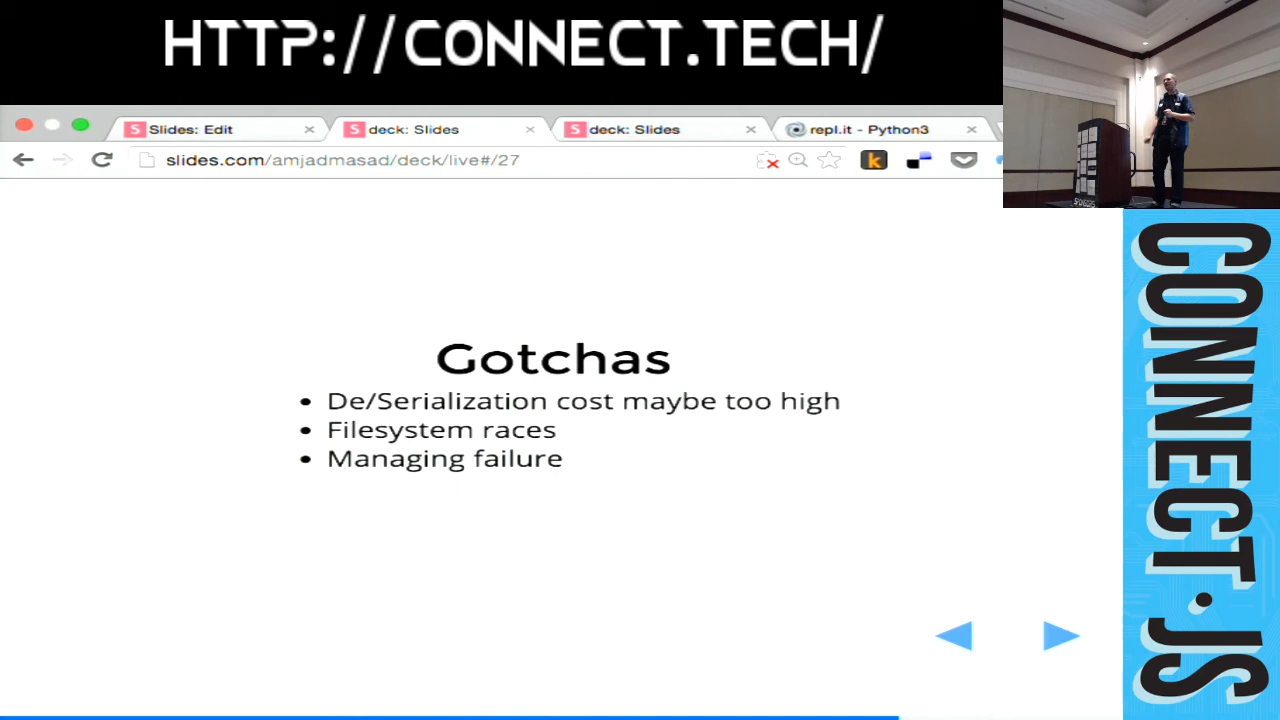 HTTP://CONNECT.TECH/
Slides: Edit
deck: Slides
deck: Slides
repl.it - Python3
slides.com/amjadmasad/deck/live#/27
k
Gotchas
• De/Serialization cost maybe too high
• Filesystem races
• Managing failure
SPONSORS
CONNECT.JS